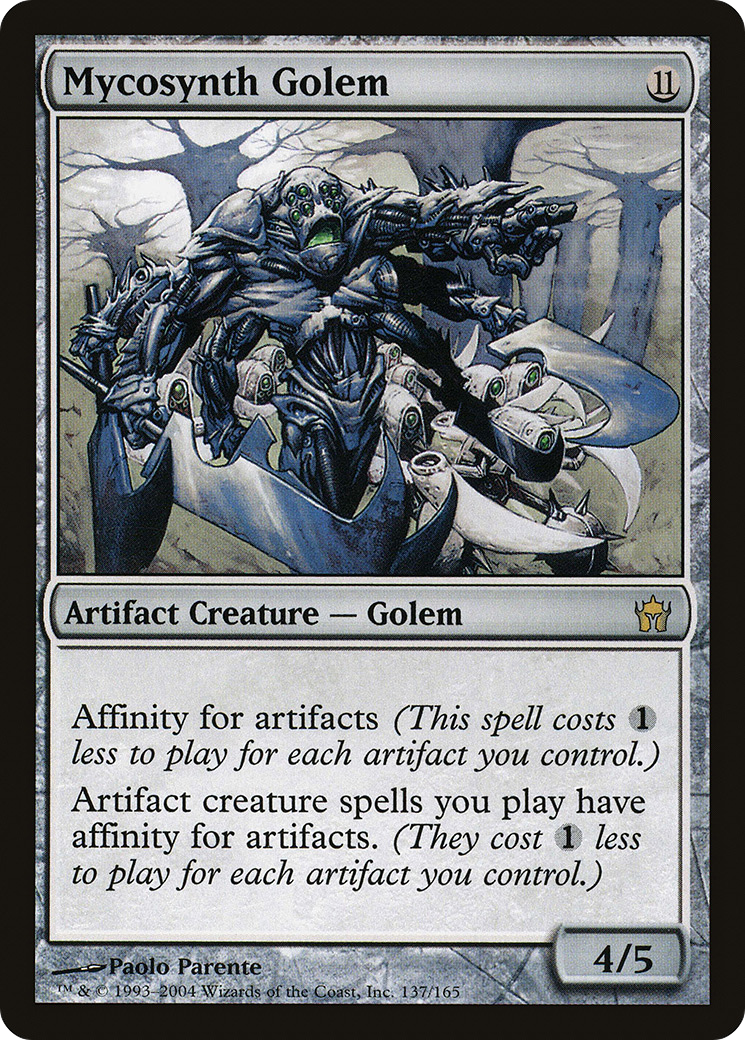 Mycosynth Golem 11
Artifact Creature — Golem
Affinity for artifacts (This spell costs 1
less to play for each artifact you control.)
Artifact creature spells you play have
affinity for artifacts. (They cost 1 less
to play for each artifact you control.)
4/5
Paolo Parente
™ & © 1993–2004 Wizards of the Coast, Inc. 137/165